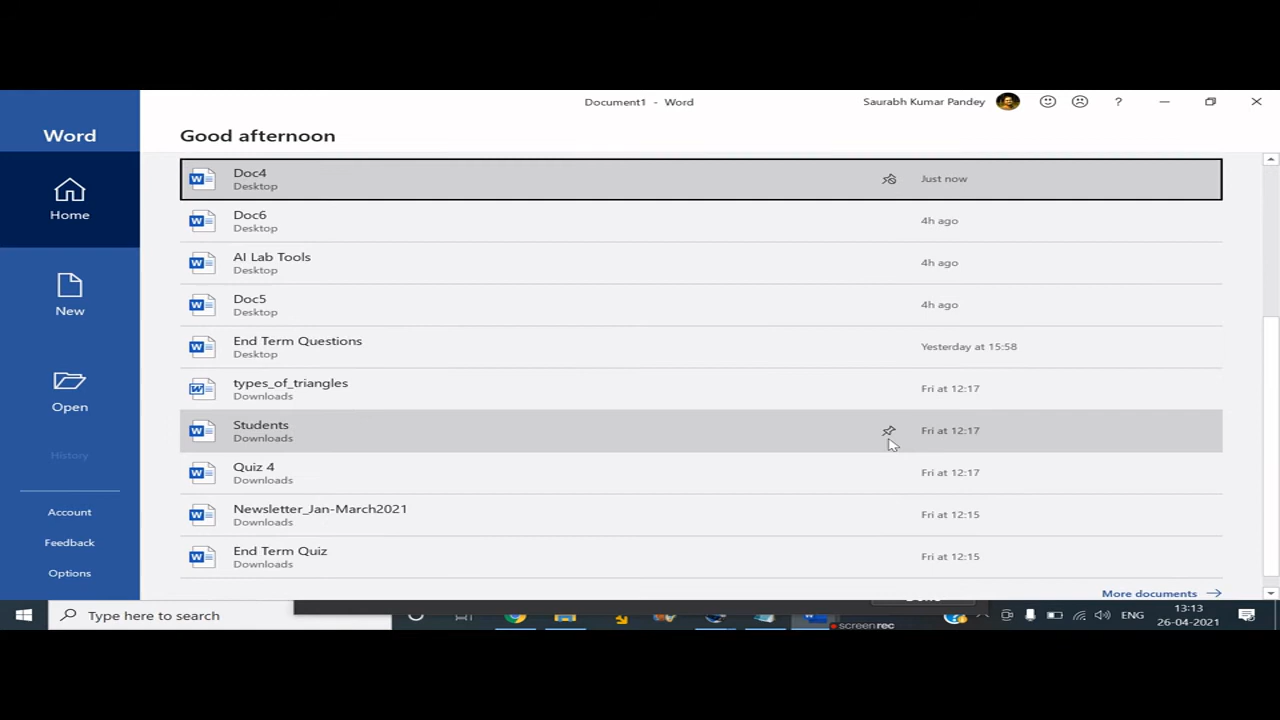 Document1 - Word
Saurabh Kumar Pandey
?
Word
Good afternoon
Home
New
Open
History
Account
Feedback
Options
Doc4
Desktop
Just now
Doc6
Desktop
4h ago
AI Lab Tools
Desktop
4h ago
Doc5
Desktop
4h ago
End Term Questions
Desktop
Yesterday at 15:58
types_of_triangles
Downloads
Fri at 12:17
Students
Downloads
Fri at 12:17
Quiz 4
Downloads
Fri at 12:17
Newsletter_Jan-March2021
Downloads
Fri at 12:15
End Term Quiz
Downloads
Fri at 12:15
More documents
Type here to search
screenrec
ENG
13:13
26-04-2021